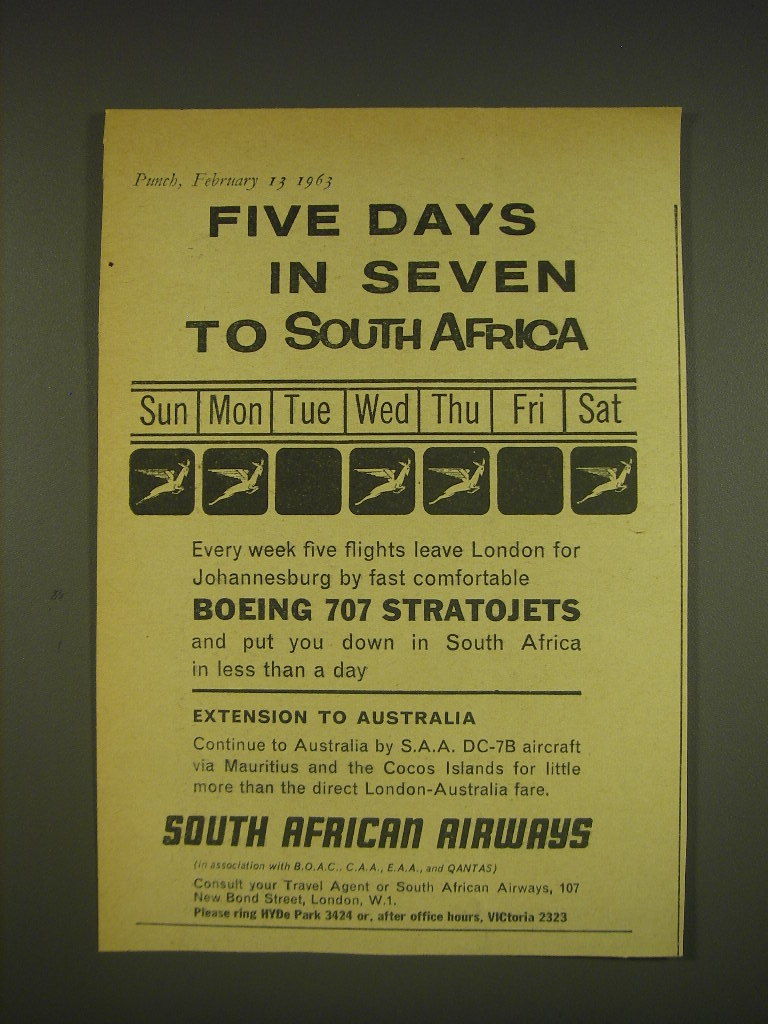 Punch, February 13 1963
FIVE DAYS
IN SEVEN
TO SOUTH AFRICA
Sun Mon Tue Wed Thu Fri Sat
Every week five flights leave London for
Johannesburg by fast comfortable
BOEING 707 STRATOJETS
and put you down in South Africa
in less than a day
EXTENSION TO AUSTRALIA
Continue to Australia by S.A.A. DC-7B aircraft
via Mauritius and the Cocos Islands for little
more than the direct London-Australia fare.
SOUTH AFRICAN AIRWAYS
(in association with B.O.A.C., C.A.A., E.A.A., and QANTAS)
Consult your Travel Agent or South African Airways, 107
New Bond Street, London, W.1.
Please ring HYDe Park 3424 or, after office hours, VICtoria 2323